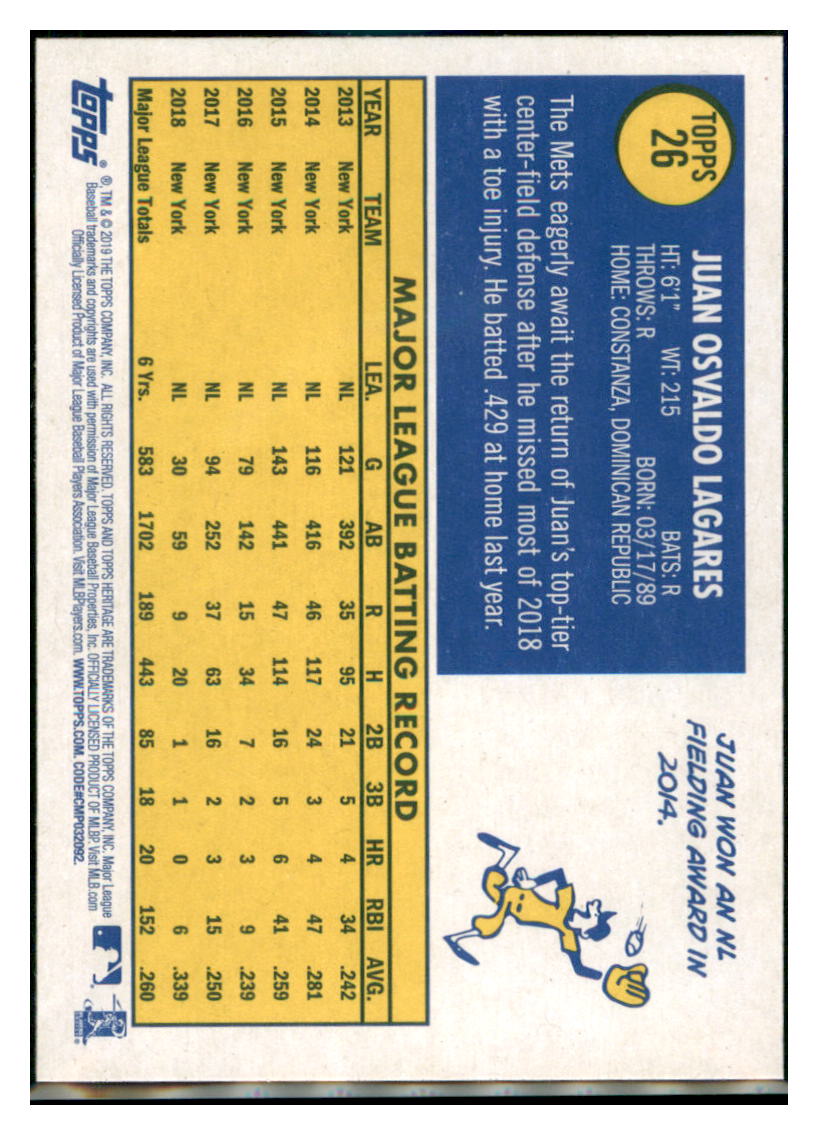 TOPPS
26
JUAN OSVALDO LAGARES
HT: 6'1" WT: 215 BATS: R
THROWS: R BORN: 03/17/89
HOME: CONSTANZA, DOMINICAN REPUBLIC
The Mets eagerly await the return of Juan's top-tier
center-field defense after he missed most of 2018
with a toe injury. He batted .429 at home last year.
JUAN WON AN NL
FIELDING AWARD IN
2014.
MAJOR LEAGUE BATTING RECORD
YEAR TEAM LEA. G AB R H 2B 3B HR RBI AVG.
2013 New York NL 121 392 35 95 21 5 4 34 .242
2014 New York NL 116 416 46 117 24 3 4 47 .281
2015 New York NL 143 441 47 114 16 5 6 41 .259
2016 New York NL 79 142 15 34 7 2 3 9 .239
2017 New York NL 94 252 37 63 16 2 3 15 .250
2018 New York NL 30 59 9 20 1 1 0 6 .339
Major League Totals 6 Yrs. 583 1702 189 443 85 18 20 152 .260
topps®
®, TM & © 2019 THE TOPPS COMPANY, INC. ALL RIGHTS RESERVED. TOPPS AND TOPPS HERITAGE ARE TRADEMARKS OF THE TOPPS COMPANY, INC. Major League
Baseball trademarks and copyrights are used with permission of Major League Baseball Properties, Inc. OFFICIALLY LICENSED PRODUCT OF MLBP. Visit MLB.com
Officially Licensed Product of Major League Baseball Players Association. Visit MLBPlayers.com. WWW.TOPPS.COM. CODE#CMP032092.